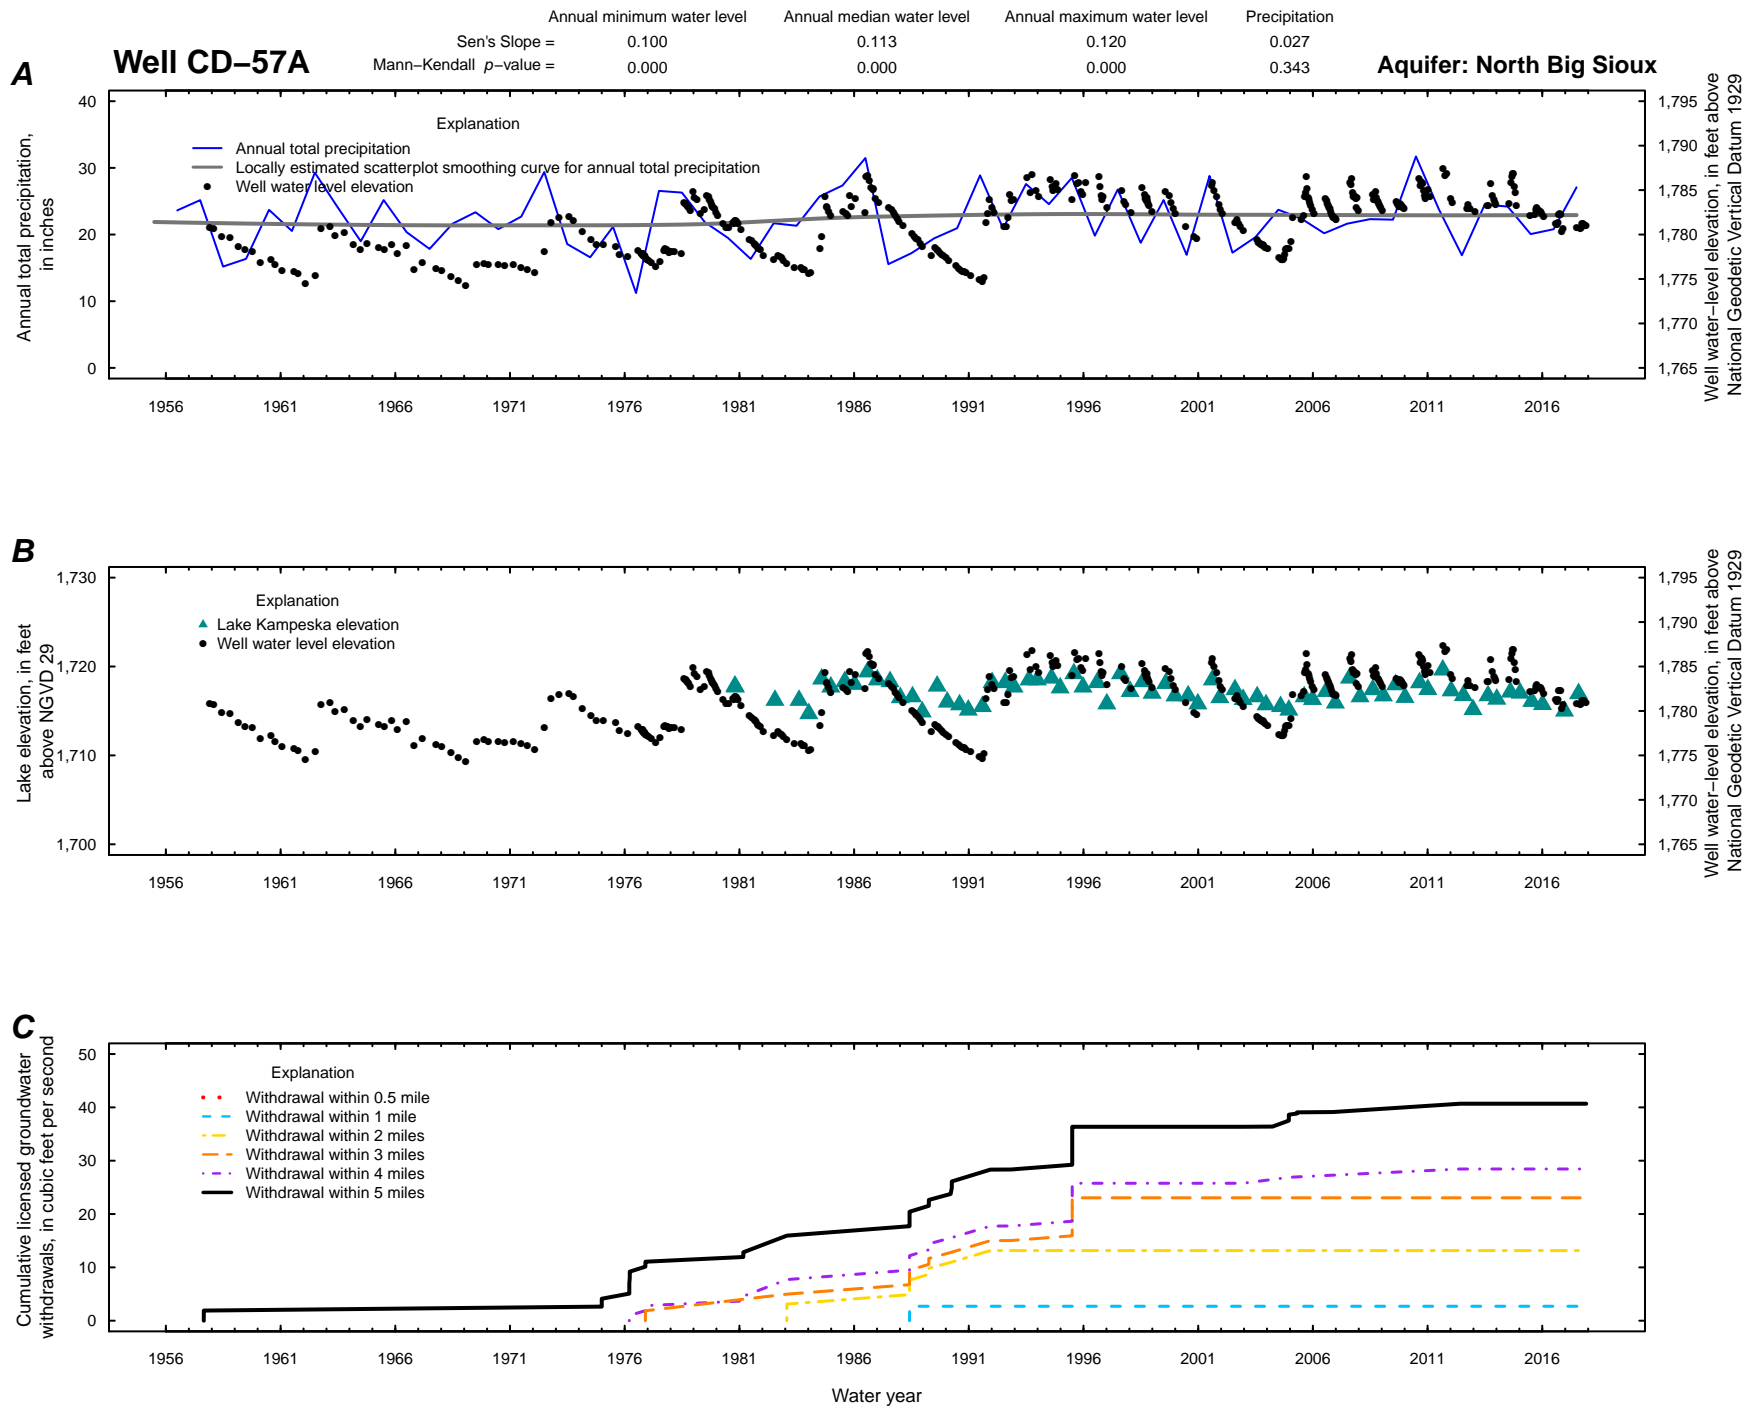 Annual minimum water level Annual median water level Annual maximum water level Precipitation
Sen's Slope = 0.100 0.113 0.120 0.027
Mann−Kendall p−value = 0.000 0.000 0.000 0.343
Well CD−57A
Aquifer: North Big Sioux
A
Annual total precipitation,
in inches
40
30
20
10
0
Explanation
Annual total precipitation
Locally estimated scatterplot smoothing curve for annual total precipitation
Well water level elevation
1,795
1,790
1,785
1,780
1,775
1,770
1,765
Well water−level elevation, in feet above
National Geodetic Vertical Datum 1929
1956 1961 1966 1971 1976 1981 1986 1991 1996 2001 2006 2011 2016
B
Lake elevation, in feet
above NGVD 29
1,730
1,720
1,710
1,700
Explanation
Lake Kampeska elevation
Well water level elevation
1,795
1,790
1,785
1,780
1,775
1,770
1,765
Well water−level elevation, in feet above
National Geodetic Vertical Datum 1929
1956 1961 1966 1971 1976 1981 1986 1991 1996 2001 2006 2011 2016
C
Cumulative licensed groundwater
withdrawals, in cubic feet per second
50
40
30
20
10
0
Explanation
Withdrawal within 0.5 mile
Withdrawal within 1 mile
Withdrawal within 2 miles
Withdrawal within 3 miles
Withdrawal within 4 miles
Withdrawal within 5 miles
1956 1961 1966 1971 1976 1981 1986 1991 1996 2001 2006 2011 2016
Water year